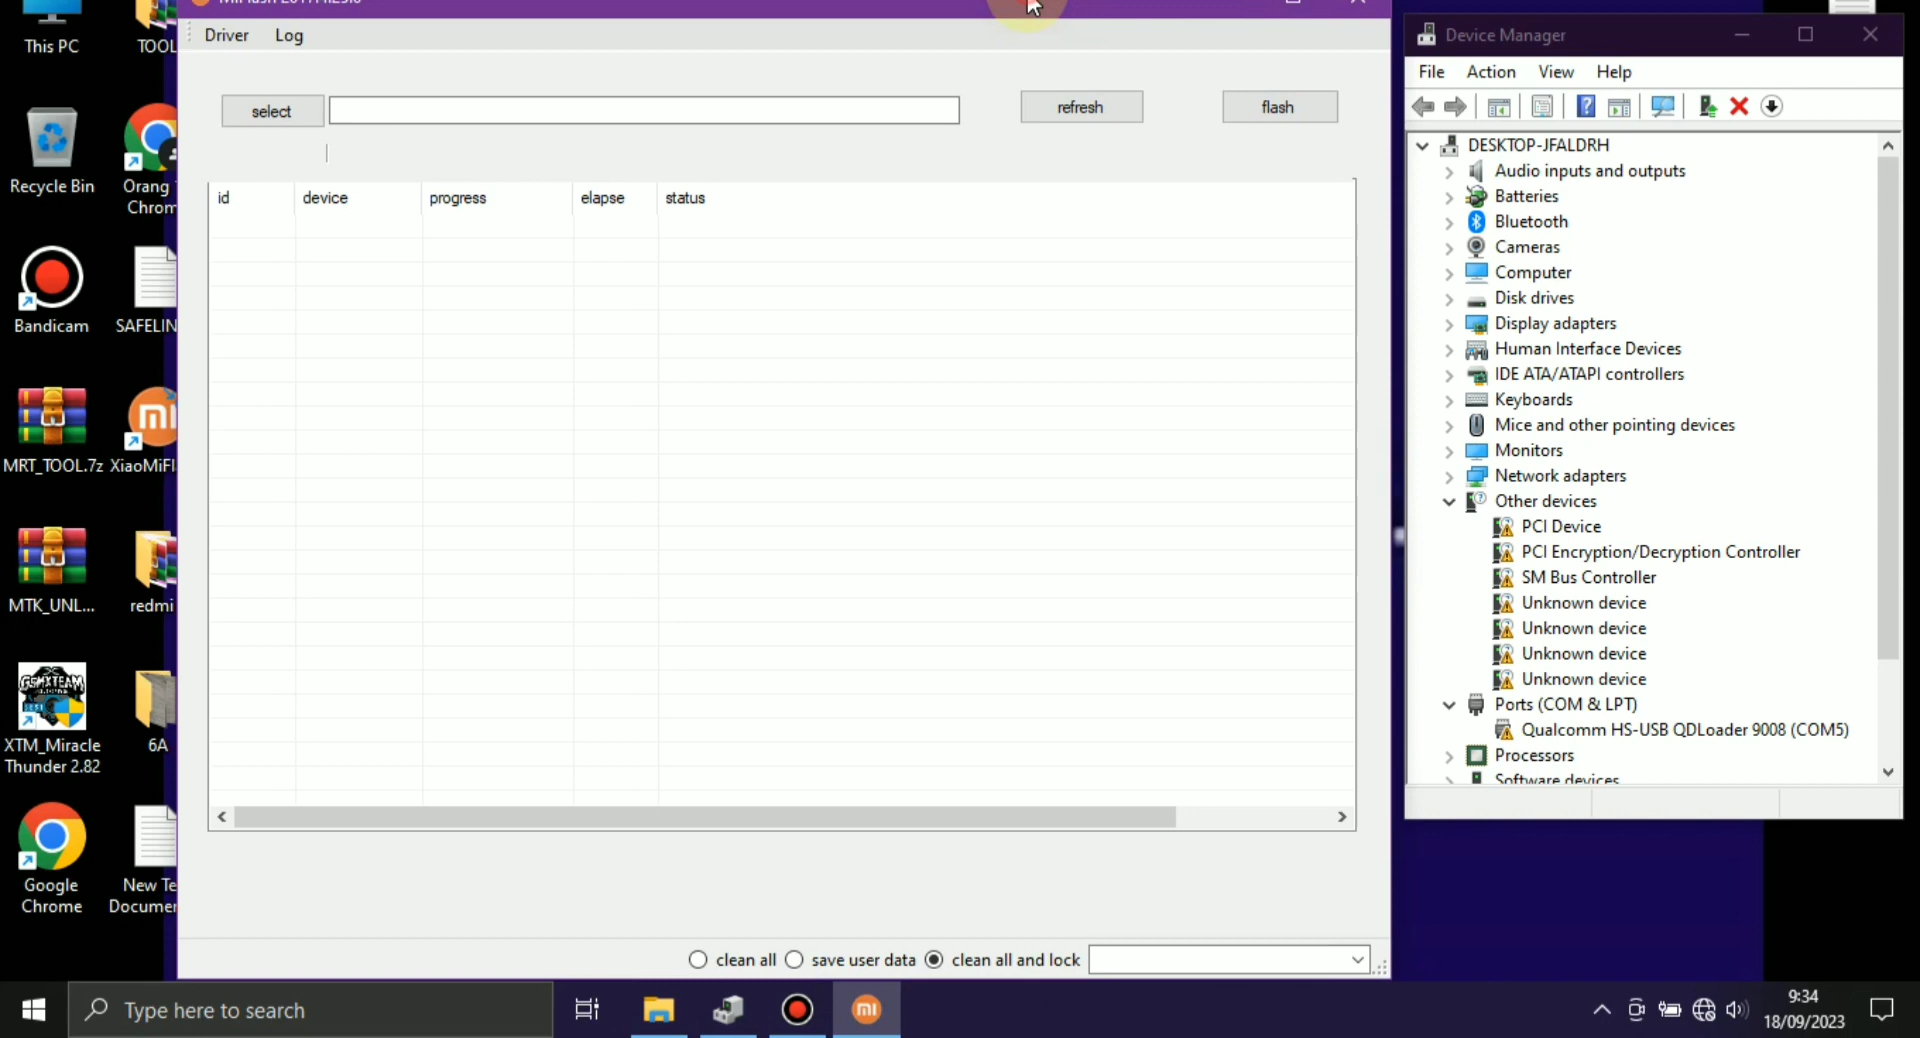 This PC
TOOL
Recycle Bin
Orang
Chrom
Bandicam
SAFELIN
MRT_TOOL.7z
XiaoMiFl
MTK_UNL...
redmi
XTM_Miracle
Thunder 2.82
6A
Google
Chrome
New Te
Documen
Driver
Log
select
refresh
flash
id
device
progress
elapse
status
clean all
save user data
clean all and lock
Device Manager
File
Action
View
Help
DESKTOP-JFALDRH
Audio inputs and outputs
Batteries
Bluetooth
Cameras
Computer
Disk drives
Display adapters
Human Interface Devices
IDE ATA/ATAPI controllers
Keyboards
Mice and other pointing devices
Monitors
Network adapters
Other devices
PCI Device
PCI Encryption/Decryption Controller
SM Bus Controller
Unknown device
Unknown device
Unknown device
Unknown device
Ports (COM & LPT)
Qualcomm HS-USB QDLoader 9008 (COM5)
Processors
Software devices
Type here to search
9:34
18/09/2023